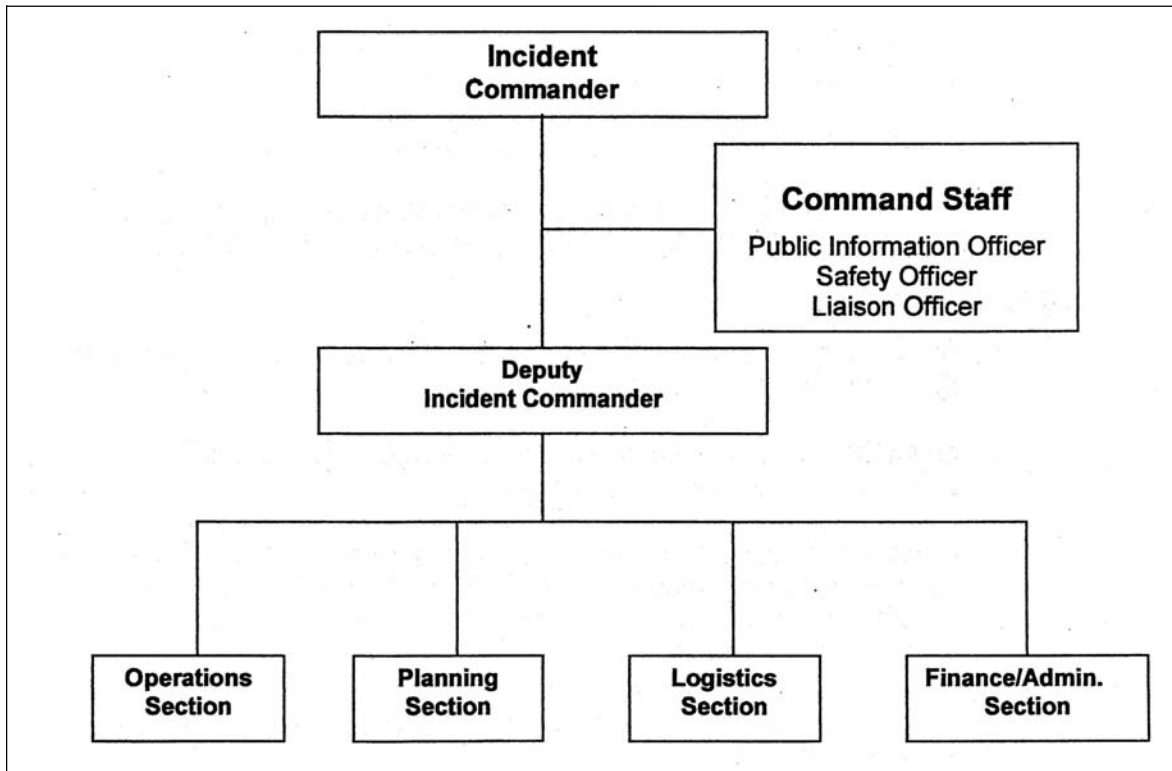 Incident
Commander
Command Staff
Public Information Officer
Safety Officer
Liaison Officer
Deputy
Incident Commander
Operations
Section
Planning
Section
Logistics
Section
Finance/Admin.
Section